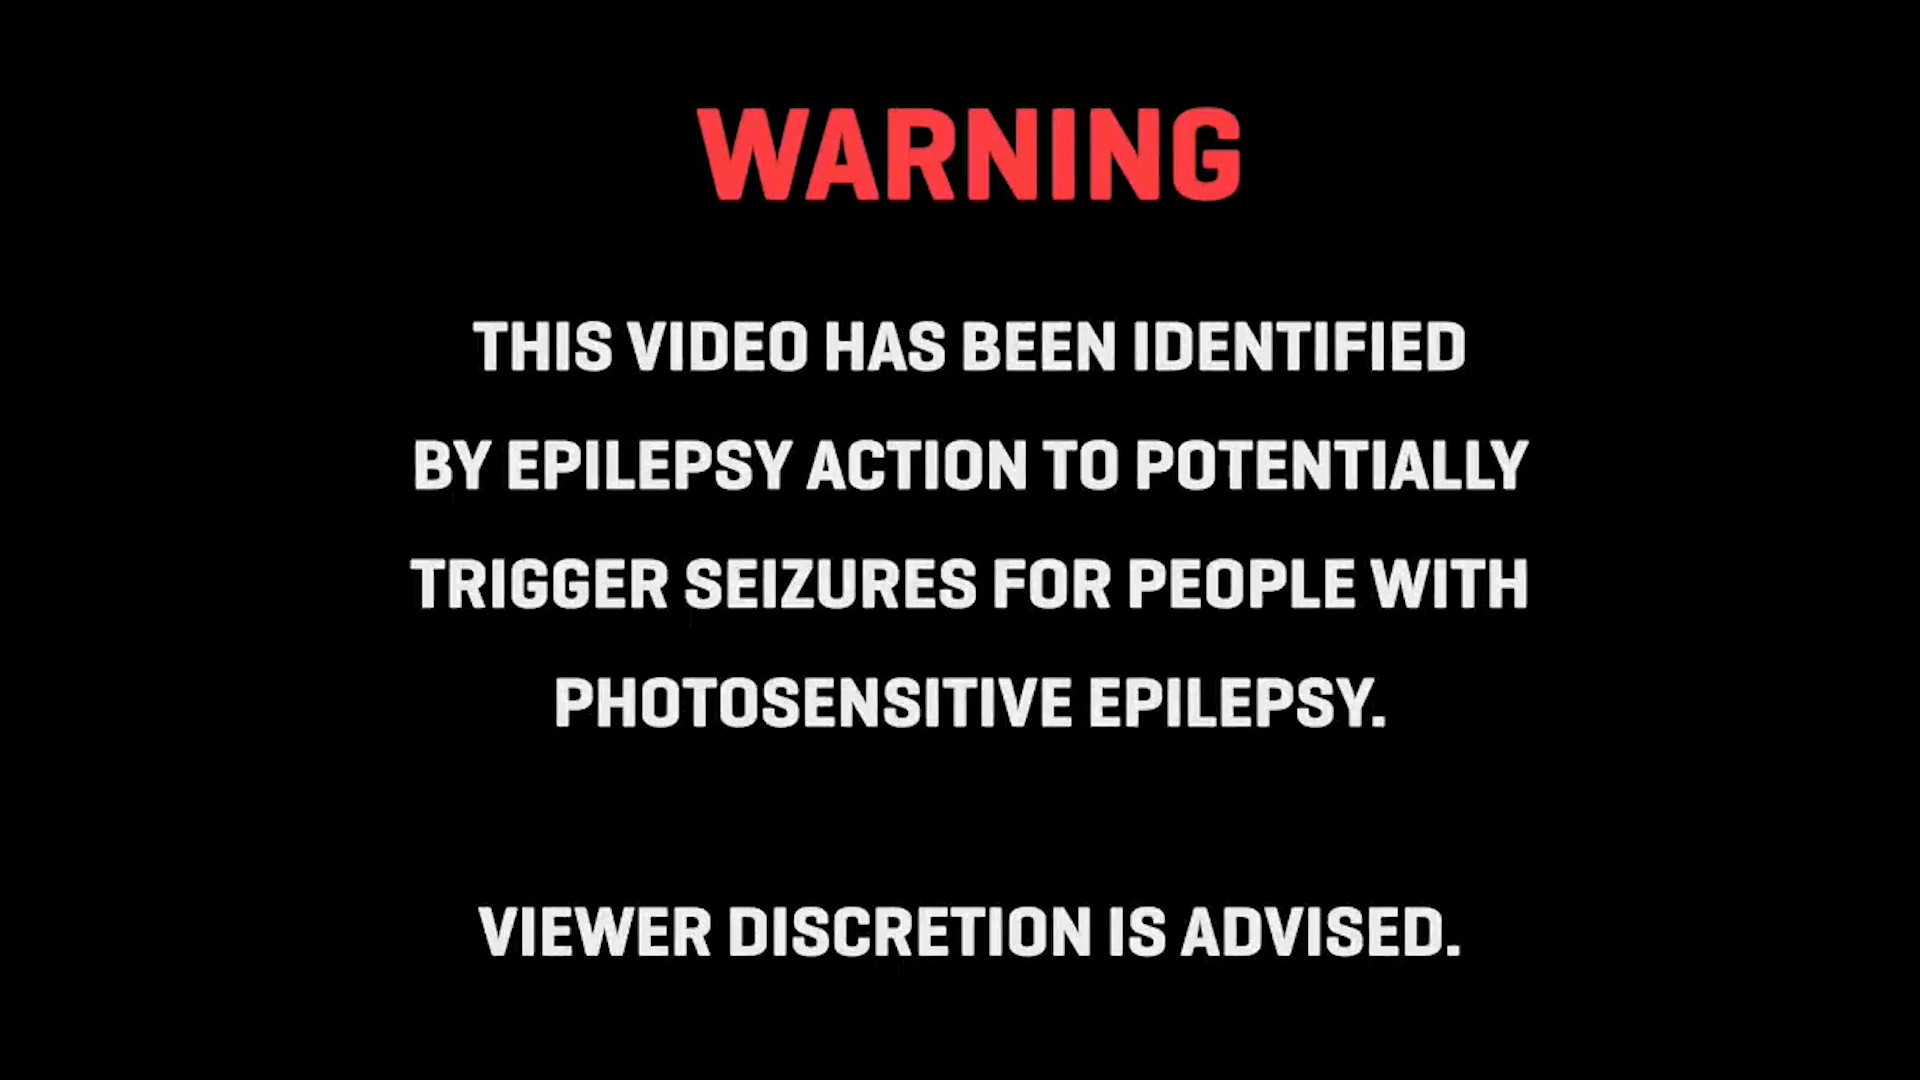 WARNING
THIS VIDEO HAS BEEN IDENTIFIED
BY EPILEPSY ACTION TO POTENTIALLY
TRIGGER SEIZURES FOR PEOPLE WITH
PHOTOSENSITIVE EPILEPSY.
VIEWER DISCRETION IS ADVISED.